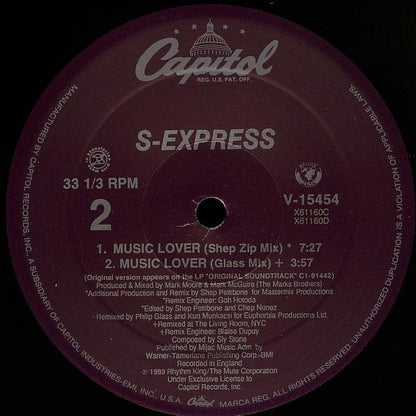 Capitol
REG. U.S. PAT. OFF.
S-EXPRESS
33 1/3 RPM
V-15454
X61160C
X61160D
2
1. MUSIC LOVER (Shep Zip Mix) * 7:27
2. MUSIC LOVER (Glass Mix) + 3:57
(Original version appears on the LP "ORIGINAL SOUNDTRACK" C1-91442)
Produced & Mixed by Mark Moore & Mark McGuire (The Marks Brothers)
*Additional Production and Remix by Shep Pettibone for Mastermix Productions
*Remix Engineer: Goh Hotoda
*Edited by Shep Pettibone and Chep Nunez
+Remixed by Philip Glass and Kurt Munkacsi for Euphorbia Productions Ltd.
+Remixed at The Living Room, NYC
+Remix Engineer: Blaise Dupuy
Composed by Sly Stone
Published by Mijac Music Adm. by
Warner-Tamerlane Publishing Corp.-BMI
Recorded in England
℗ 1989 Rhythm King/The Mute Corporation
Under Exclusive License to
Capitol Records, Inc.
MANUFACTURED BY CAPITOL RECORDS, INC., A SUBSIDIARY OF CAPITOL INDUSTRIES-EMI, INC., U.S.A.
Capitol
MARCA REG. ALL RIGHTS RESERVED. UNAUTHORIZED DUPLICATION IS A VIOLATION OF APPLICABLE LAWS